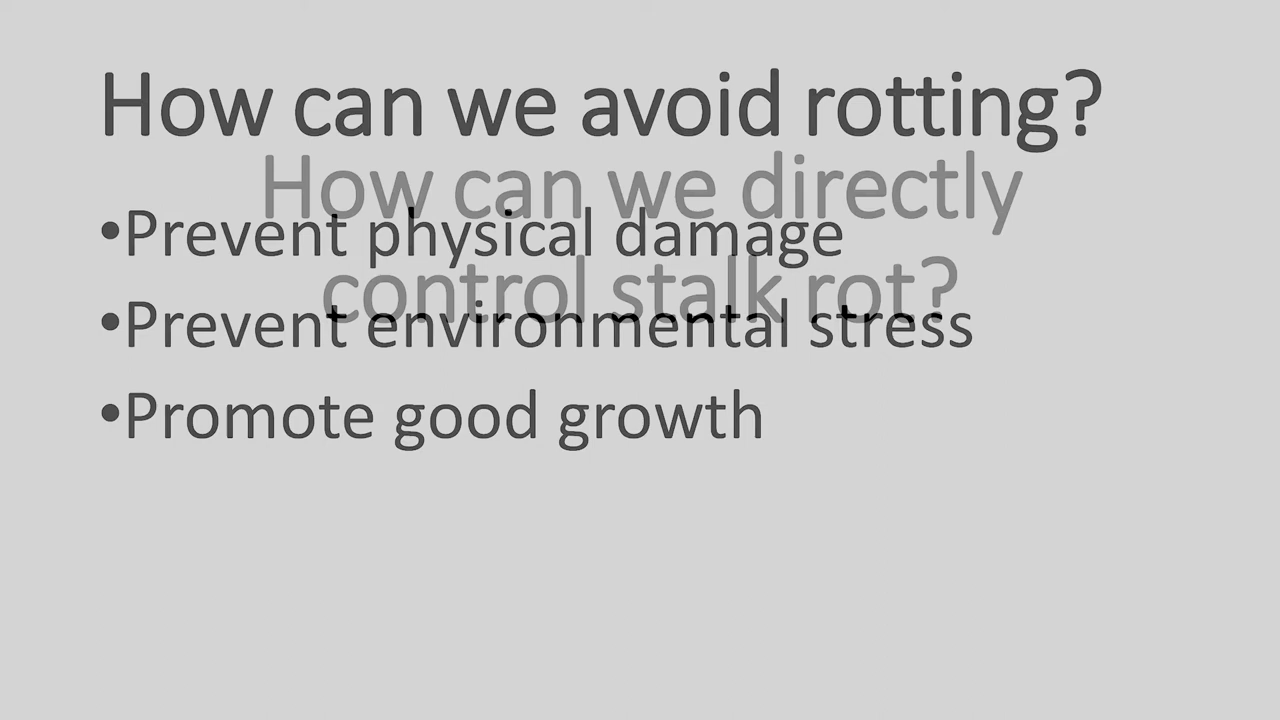 How can we avoid rotting?
How can we directly
•Prevent physical damage
control stalk rot?
•Prevent environmental stress
•Promote good growth